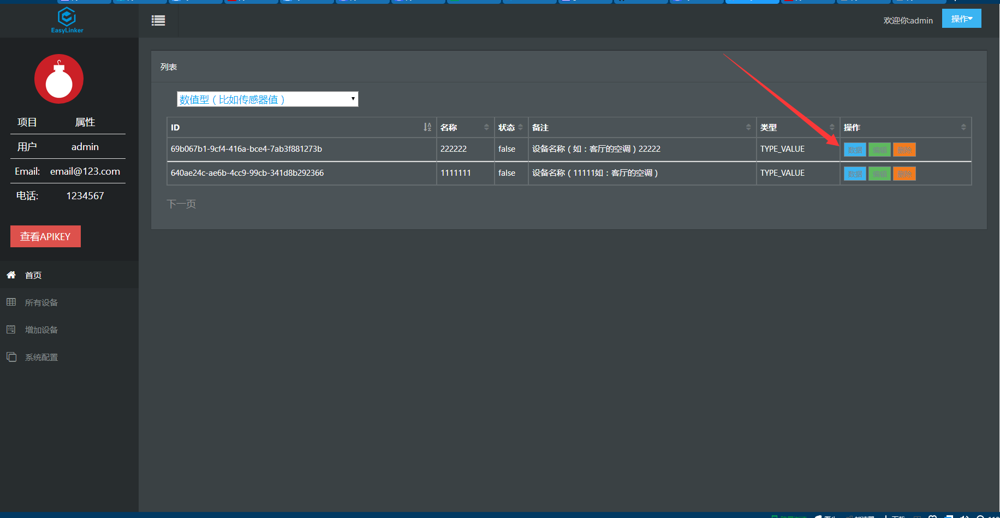 EasyLinker
欢迎你:admin
操作
项目 属性
用户 admin
Email: email@123.com
电话: 1234567
查看APIKEY
首页
所有设备
增加设备
系统配置
列表
数值型（比如传感器值）
ID 名称 状态 备注 类型 操作
69b067b1-9cf4-416a-bce4-7ab3f881273b 222222 false 设备名称（如：客厅的空调）22222 TYPE_VALUE 数据 编辑 删除
640ae24c-ae6b-4cc9-99cb-341d8b292366 1111111 false 设备名称（11111如：客厅的空调） TYPE_VALUE 数据 编辑 删除
下一页